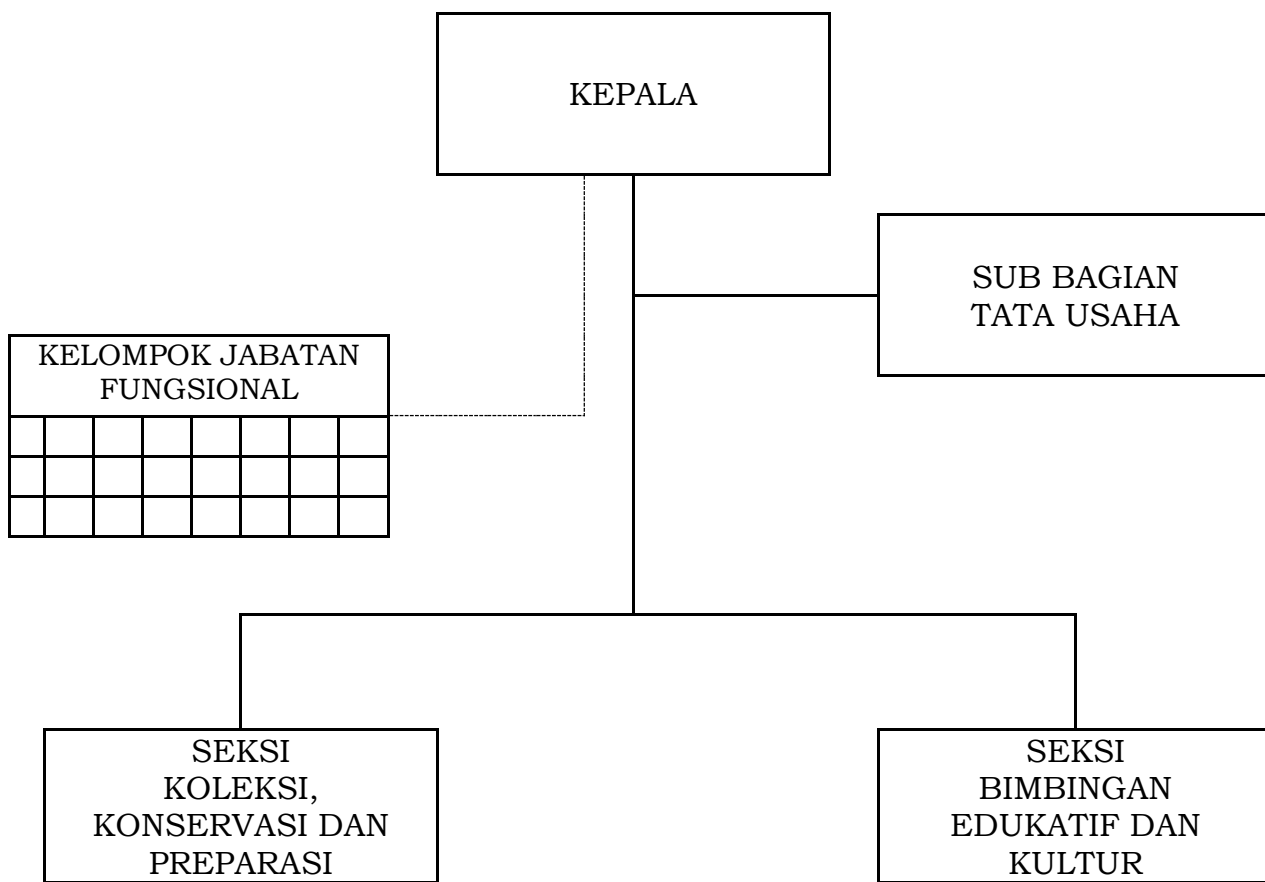 KEPALA
SUB BAGIAN
TATA USAHA
KELOMPOK JABATAN
FUNGSIONAL
SEKSI
KOLEKSI,
KONSERVASI DAN
PREPARASI
SEKSI
BIMBINGAN
EDUKATIF DAN
KULTUR